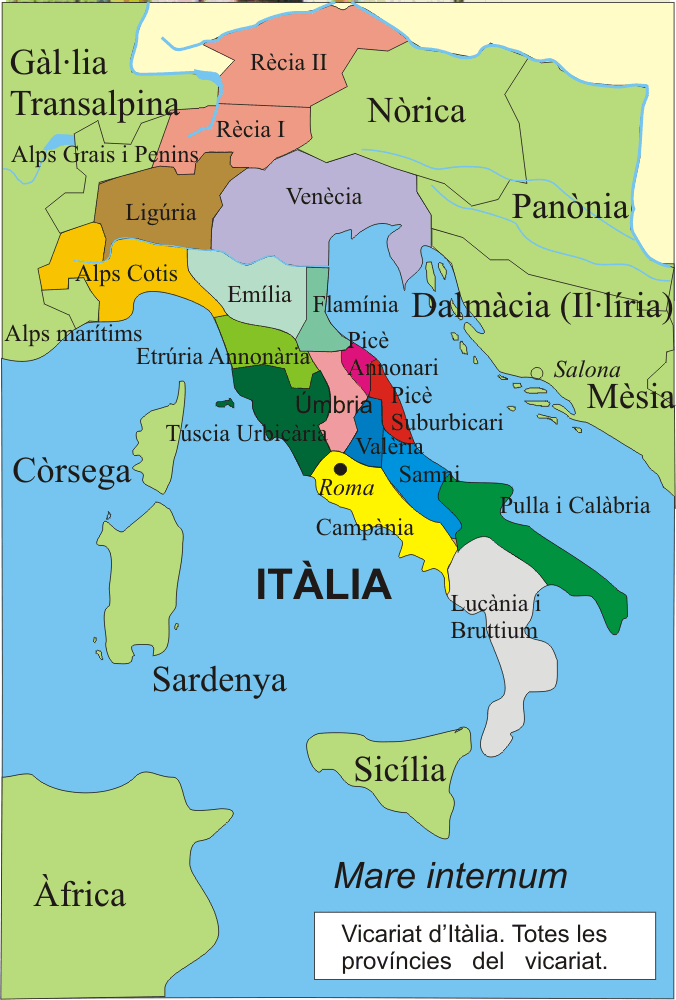 Gàl·lia
Transalpina
Rècia II
Nòrica
Rècia I
Alps Grais i Penins
Venècia
Ligúria
Panònia
Alps Cotis
Emília
Flamínia
Dalmàcia (Il·líria)
Alps marítims
Etrúria Annonària
Picè
Annonari
Salona
Picè
Suburbicari
Mèsia
Úmbria
Túscia Urbicària
Valèria
Còrsega
Samni
Roma
Pulla i Calàbria
Campània
ITÀLIA
Lucània i
Bruttium
Sardenya
Sicília
Àfrica
Mare internum
Vicariat d’Itàlia. Totes les
províncies del vicariat.